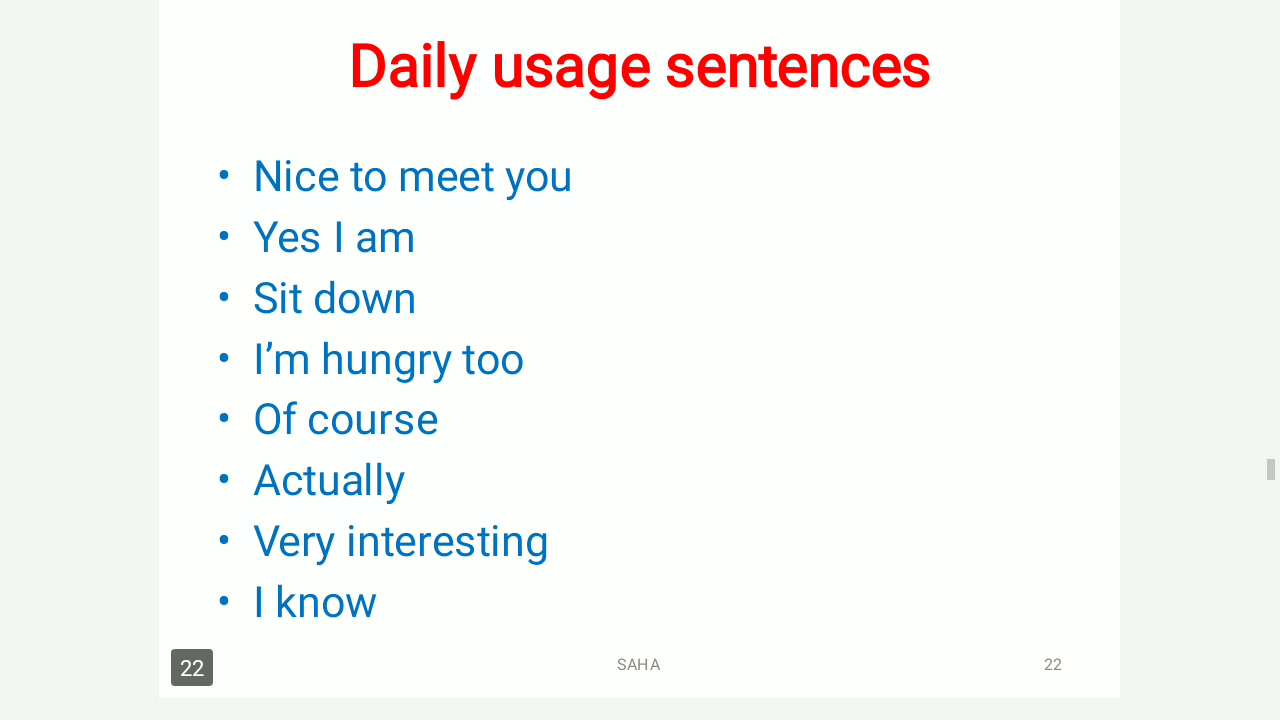 Daily usage sentences
• Nice to meet you
• Yes I am
• Sit down
• I’m hungry too
• Of course
• Actually
• Very interesting
• I know
22
SAHA
22